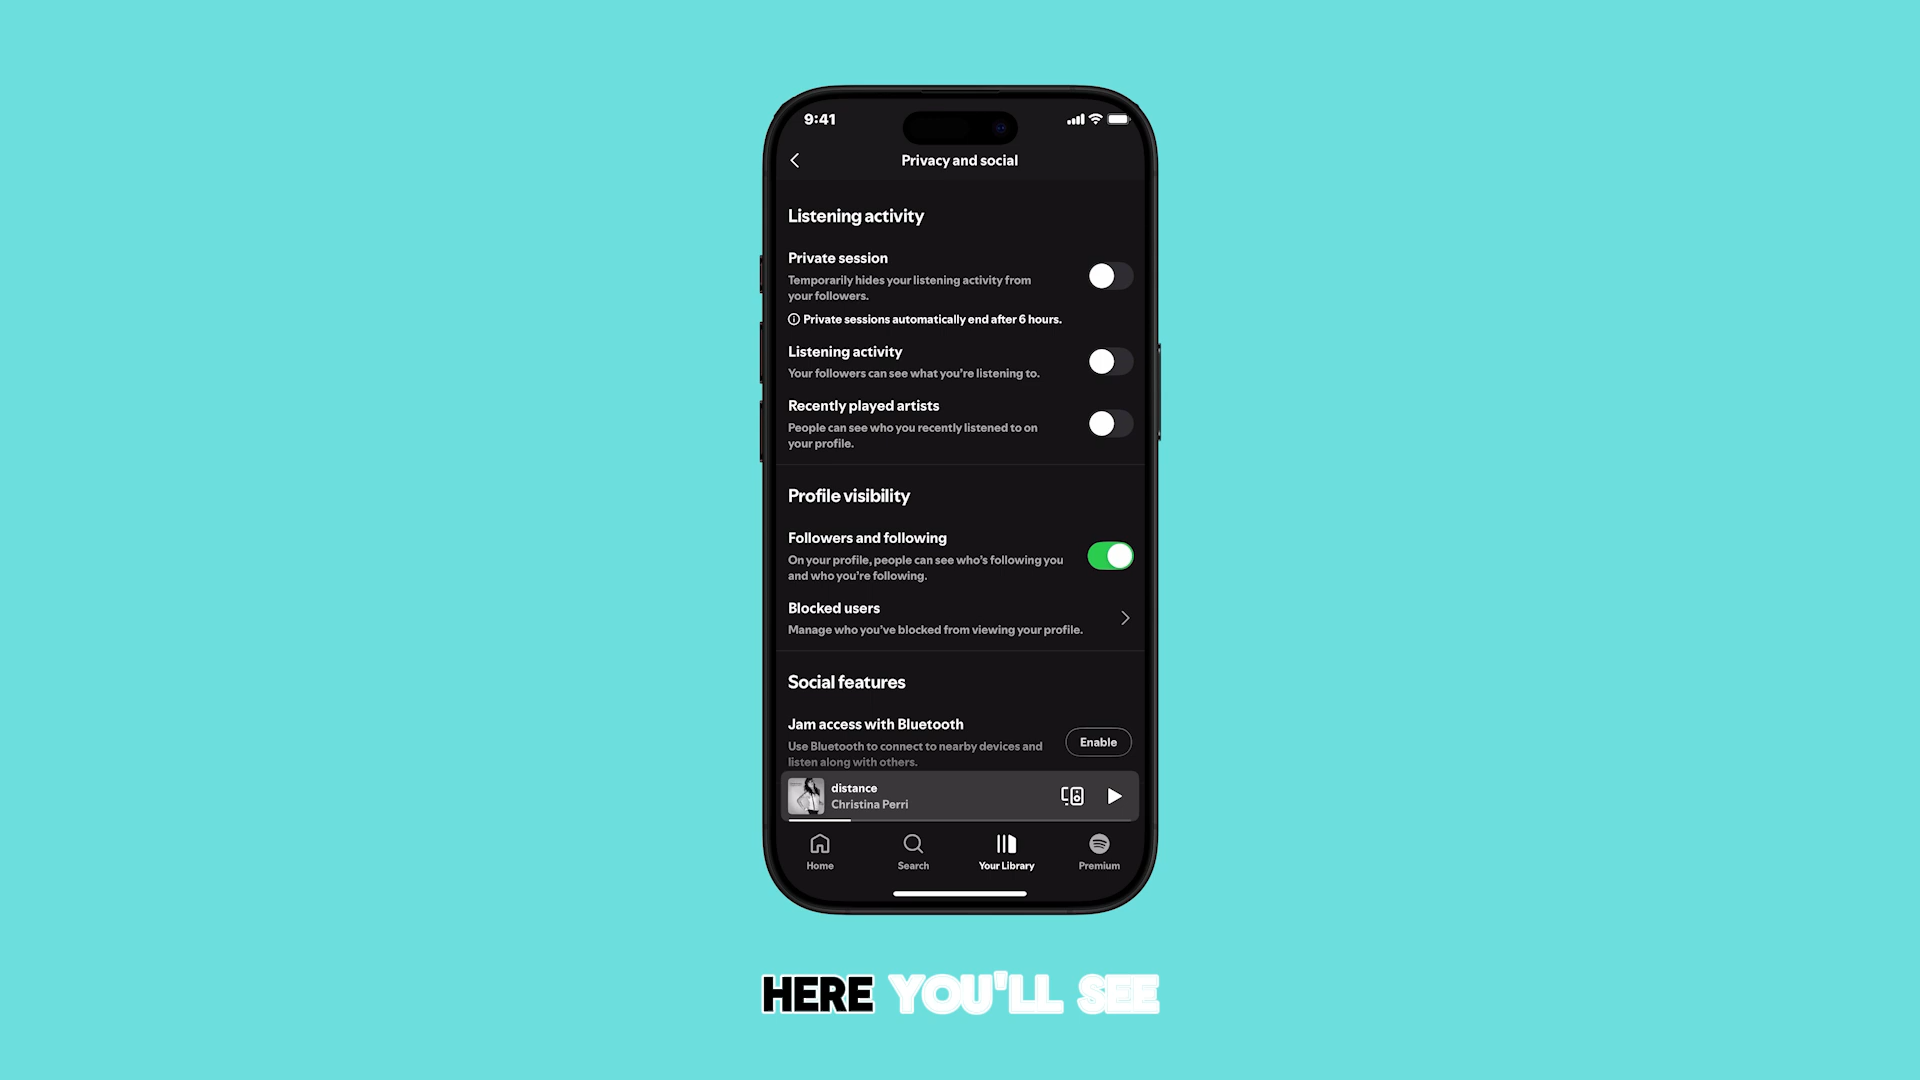 9:41
Privacy and social
Listening activity
Private session
Temporarily hides your listening activity from
your followers.
Private sessions automatically end after 6 hours.
Listening activity
Your followers can see what you're listening to.
Recently played artists
People can see who you recently listened to on
your profile.
Profile visibility
Followers and following
On your profile, people can see who's following you
and who you're following.
Blocked users
Manage who you've blocked from viewing your profile.
Social features
Jam access with Bluetooth
Enable
Use Bluetooth to connect to nearby devices and
listen along with others.
distance
Christina Perri
Home
Search
Your Library
Premium
HERE YOU'LL SEE